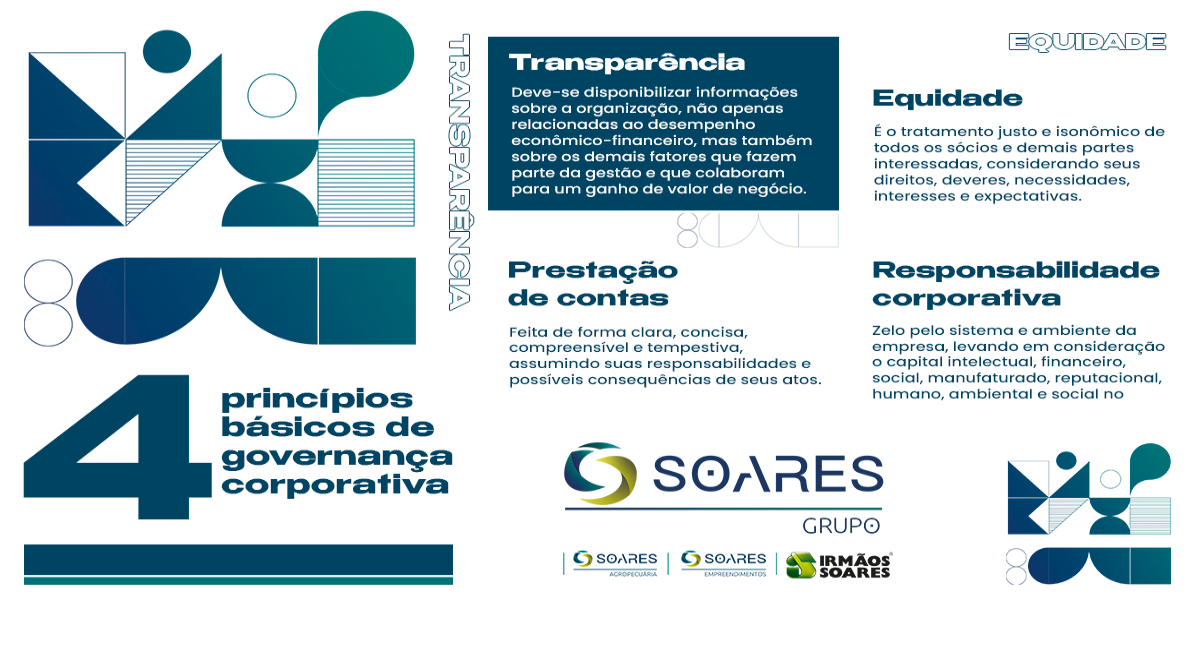 4
princípios
básicos de
governança
corporativa
TRANSPARÊNCIA
Transparência
Deve-se disponibilizar informações
sobre a organização, não apenas
relacionadas ao desempenho
econômico-financeiro, mas também
sobre os demais fatores que fazem
parte da gestão e que colaboram
para um ganho de valor de negócio.
EQUIDADE
Equidade
É o tratamento justo e isonômico de
todos os sócios e demais partes
interessadas, considerando seus
direitos, deveres, necessidades,
interesses e expectativas.
Prestação
de contas
Feita de forma clara, concisa,
compreensível e tempestiva,
assumindo suas responsabilidades e
possíveis consequências de seus atos.
Responsabilidade
corporativa
Zelo pelo sistema e ambiente da
empresa, levando em consideração
o capital intelectual, financeiro,
social, manufaturado, reputacional,
humano, ambiental e social no
SOARES
GRUPO
SOARES
AGROPECUÁRIA
SOARES
EMPREENDIMENTOS
IRMÃOS
SOARES